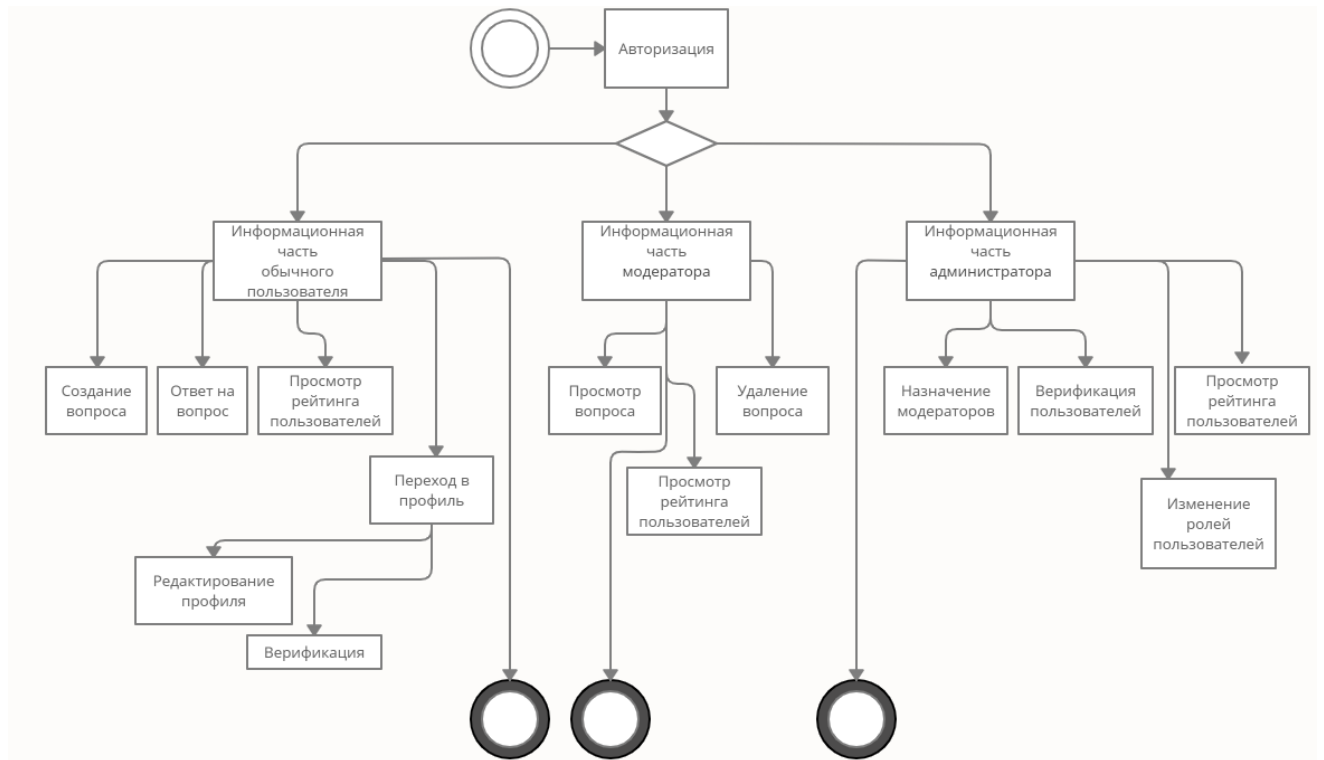 Авторизация
Информационная
часть
обычного
пользователя
Информационная
часть
модератора
Информационная
часть
администратора
Создание
вопроса
Ответ на
вопрос
Просмотр
рейтинга
пользователей
Просмотр
вопроса
Удаление
вопроса
Назначение
модераторов
Верификация
пользователей
Просмотр
рейтинга
пользователей
Переход в
профиль
Просмотр
рейтинга
пользователей
Изменение
ролей
пользователей
Редактирование
профиля
Верификация